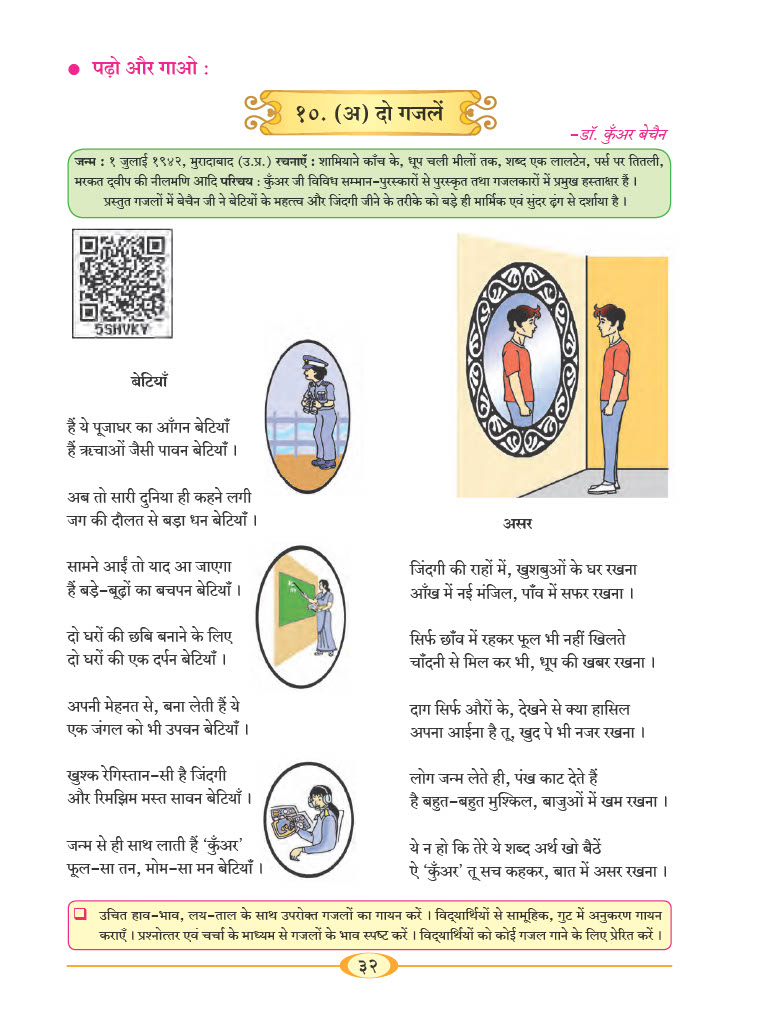 ● पढ़ो और गाओ :
१०. (अ) दो गजलें
–डॉ. कुँअर बेचैन
जन्म : १ जुलाई १९४२, मुरादाबाद (उ.प्र.) रचनाएँ : शामियाने काँच के, धूप चली मीलों तक, शब्द एक लालटेन, पर्स पर तितली,
मरकत द्वीप की नीलमणि आदि परिचय : कुँअर जी विविध सम्मान-पुरस्कारों से पुरस्कृत तथा गजलकारों में प्रमुख हस्ताक्षर हैं ।
प्रस्तुत गजलों में बेचैन जी ने बेटियों के महत्त्व और जिंदगी जीने के तरीके को बड़े ही मार्मिक एवं सुंदर ढ़ंग से दर्शाया है ।
5SHVKY
बेटियाँ
हैं ये पूजाघर का आँगन बेटियाँ
हैं ऋचाओं जैसी पावन बेटियाँ ।
अब तो सारी दुनिया ही कहने लगी
जग की दौलत से बड़ा धन बेटियाँ ।
सामने आईं तो याद आ जाएगा
हैं बड़े-बूढ़ों का बचपन बेटियाँ ।
दो घरों की छबि बनाने के लिए
दो घरों की एक दर्पन बेटियाँ ।
अपनी मेहनत से, बना लेती हैं ये
एक जंगल को भी उपवन बेटियाँ ।
खुश्क रेगिस्तान-सी है जिंदगी
और रिमझिम मस्त सावन बेटियाँ ।
जन्म से ही साथ लाती हैं ‘कुँअर’
फूल-सा तन, मोम-सा मन बेटियाँ ।
असर
जिंदगी की राहों में, खुशबुओं के घर रखना
आँख में नई मंजिल, पाँव में सफर रखना ।
सिर्फ छाँव में रहकर फूल भी नहीं खिलते
चाँदनी से मिल कर भी, धूप की खबर रखना ।
दाग सिर्फ औरों के, देखने से क्या हासिल
अपना आईना है तू, खुद पे भी नजर रखना ।
लोग जन्म लेते ही, पंख काट देते हैं
है बहुत-बहुत मुश्किल, बाजुओं में खम रखना ।
ये न हो कि तेरे ये शब्द अर्थ खो बैठें
ऐ ‘कुँअर’ तू सच कहकर, बात में असर रखना ।
❑ उचित हाव-भाव, लय-ताल के साथ उपरोक्त गजलों का गायन करें । विद्यार्थियों से सामूहिक, गुट में अनुकरण गायन
कराएँ । प्रश्नोत्तर एवं चर्चा के माध्यम से गजलों के भाव स्पष्ट करें । विद्यार्थियों को कोई गजल गाने के लिए प्रेरित करें ।
३२